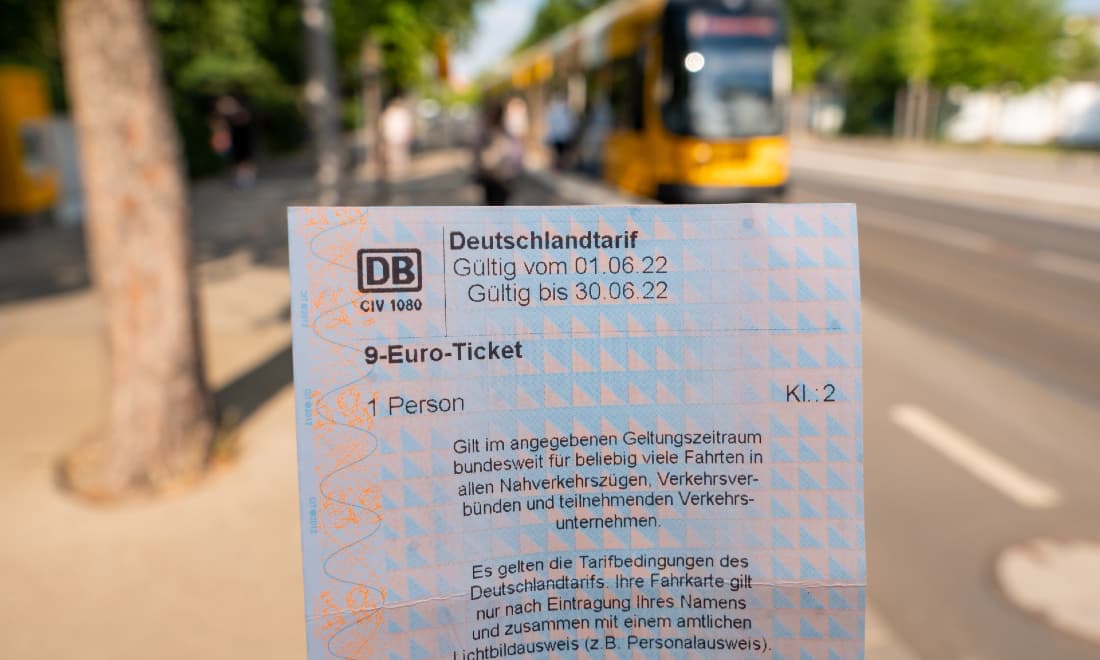 Deutschlandtarif
DB
Gültig vom 01.06.22
Gültig bis 30.06.22
CIV 1080
9-Euro-Ticket
1 Person
Kl.: 2
Gilt im angegebenen Geltungszeitraum
bundesweit für beliebig viele Fahrten in
allen Nahverkehrszügen, Verkehrsver-
bünden und teilnehmenden Verkehrs-
unternehmen.
Es gelten die Tarifbedingungen des
Deutschlandtarifs. Ihre Fahrkarte gilt
nur nach Eintragung Ihres Namens
und zusammen mit einem amtlichen
Lichtbildausweis (z.B. Personalausweis).